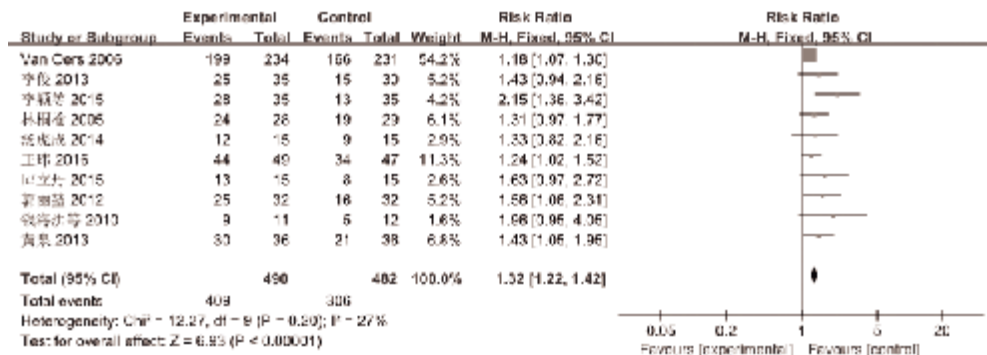 Experimental Control Risk Ratio Risk Ratio
Study or Subgroup Events Total Events Total Weight M-H, Fixed, 95% CI M-H, Fixed, 95% CI
Van Cers 2006 199 234 166 231 54.2% 1.18 [1.07, 1.30]
李俊 2013 25 35 15 30 5.2% 1.43 [0.94, 2.16]
2015 28 35 13 35 4.2% 2.15 [1.36, 3.42]
2005 24 28 19 29 6.1% 1.31 [0.97, 1.77]
2014 12 15 9 15 2.9% 1.33 [0.82, 2.16]
王玮 2016 44 49 34 47 11.3% 1.24 [1.02, 1.52]
2015 13 15 8 15 2.6% 1.63 [0.97, 2.72]
2012 25 32 16 32 5.2% 1.56 [1.06, 2.31]
9 11 5 12 1.6% 1.96 [0.95, 4.05]
2013 30 36 21 36 6.8% 1.43 [1.05, 1.95]
Total (95% CI) 490 482 100.0% 1.32 [1.22, 1.42]
Total events 409 306
Heterogeneity: Chi² = 12.27, df = 9 (P = 0.20); I² = 27%
Test for overall effect: Z = 6.93 (P < 0.00001)
0.05 0.2 1 5 20
Favours [experimental] Favours [control]